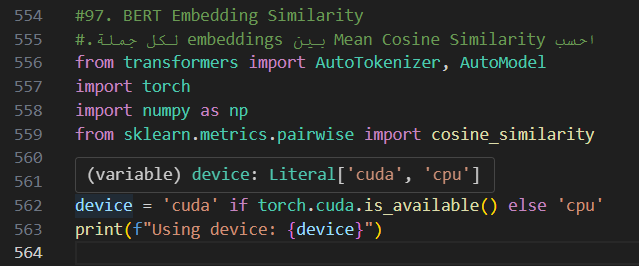 554 #97. BERT Embedding Similarity
555 #.احسب Mean Cosine Similarity بين embeddings لكل جملة
556 from transformers import AutoTokenizer, AutoModel
557 import torch
558 import numpy as np
559 from sklearn.metrics.pairwise import cosine_similarity
560
561 (variable) device: Literal['cuda', 'cpu']
562 device = 'cuda' if torch.cuda.is_available() else 'cpu'
563 print(f"Using device: {device}")
564